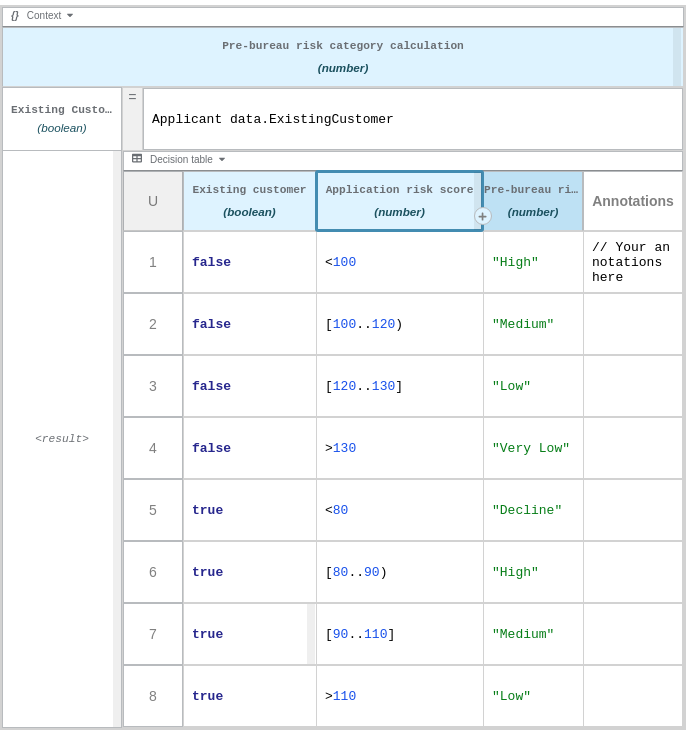 {} Context
Pre-bureau risk category calculation
(number)
Existing Custo…
(boolean)
=
Applicant data.ExistingCustomer
Decision table
U
Existing customer
(boolean)
Application risk score
(number)
Pre-bureau ri…
(number)
Annotations
1 false <100 "High" // Your an
notations
here
2 false [100..120) "Medium"
3 false [120..130] "Low"
4 false >130 "Very Low"
<result>
5 true <80 "Decline"
6 true [80..90) "High"
7 true [90..110] "Medium"
8 true >110 "Low"